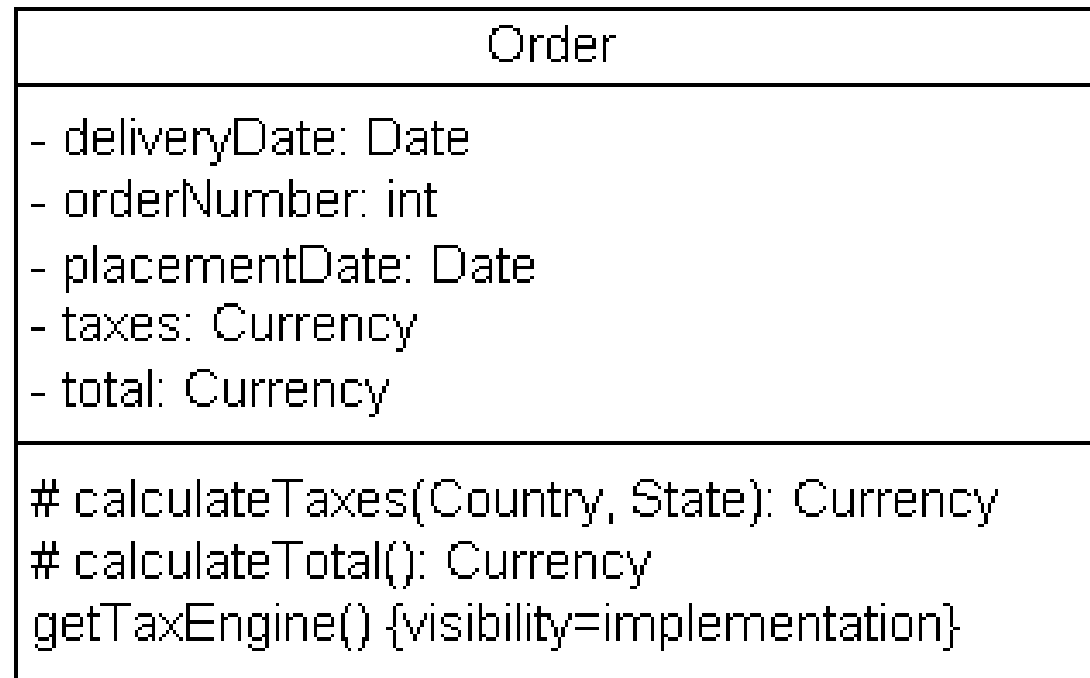 Order
- deliveryDate: Date
- orderNumber: int
- placementDate: Date
- taxes: Currency
- total: Currency
# calculateTaxes(Country, State): Currency
# calculateTotal(): Currency
getTaxEngine() {visibility=implementation}